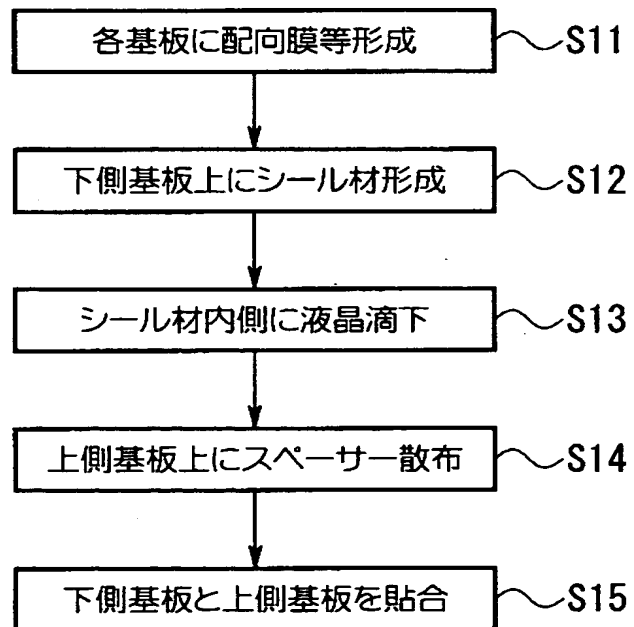 各基板に配向膜等形成 S11
下側基板上にシール材形成 S12
シール材内側に液晶滴下 S13
上側基板上にスペーサー散布 S14
下側基板と上側基板を貼合 S15